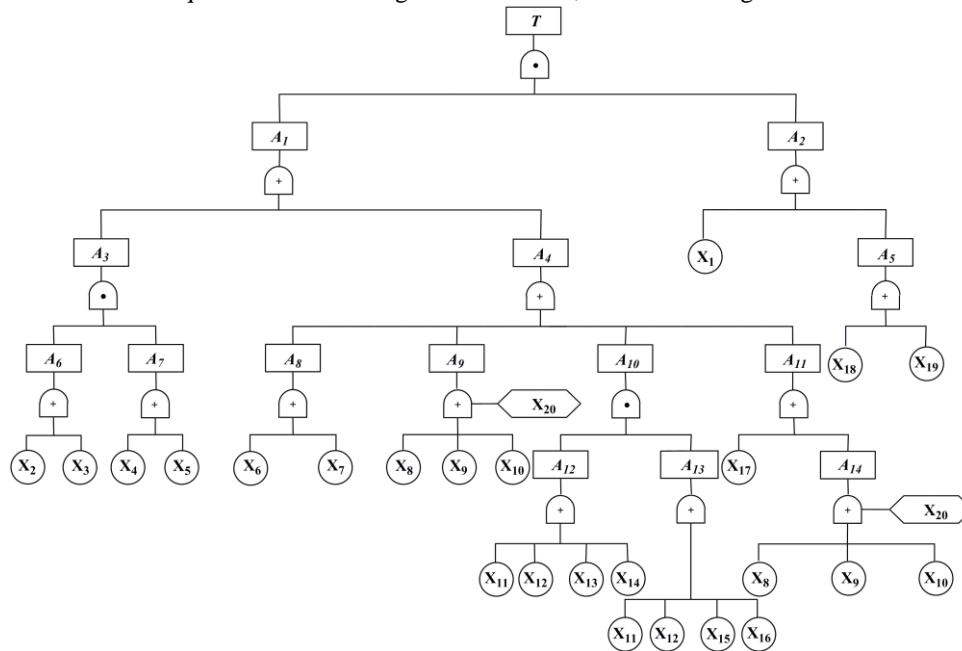 T
•
A1 A2
+ +
A3 A4 X1 A5
• + +
A6 A7 A8 A9 A10 A11 X18 X19
+ + + + X20 • +
X2 X3 X4 X5 X6 X7 X8 X9 X10 A12 A13 X17 A14
+ + + X20
X11 X12 X13 X14 X8 X9 X10
X11 X12 X15 X16